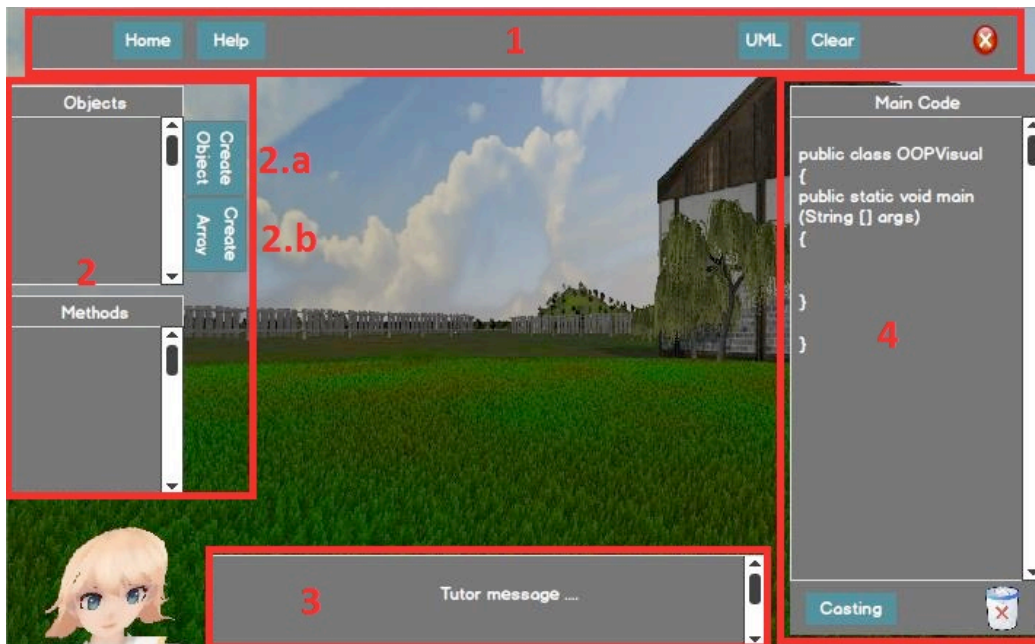 Home Help 1 UML Clear X
Objects
Create
Object
2.a
Create
Array
2.b
2
Methods
Main Code
public class OOPVisual
{
public static void main
(String [] args)
{
}
}
4
3
Tutor message ....
Casting